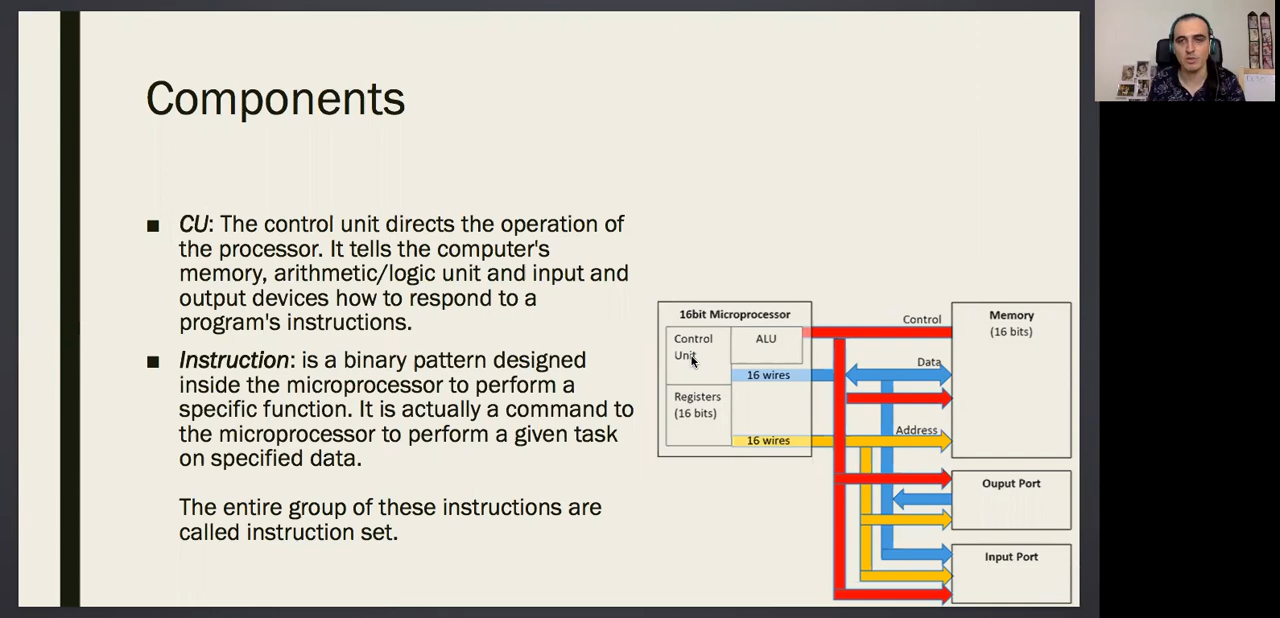 Components
■ CU: The control unit directs the operation of
the processor. It tells the computer's
memory, arithmetic/logic unit and input and
output devices how to respond to a
program's instructions.
■ Instruction: is a binary pattern designed
inside the microprocessor to perform a
specific function. It is actually a command to
the microprocessor to perform a given task
on specified data.
The entire group of these instructions are
called instruction set.
16bit Microprocessor
Control
Unit
ALU
16 wires
Registers
(16 bits)
16 wires
Control
Data
Address
Memory
(16 bits)
Ouput Port
Input Port